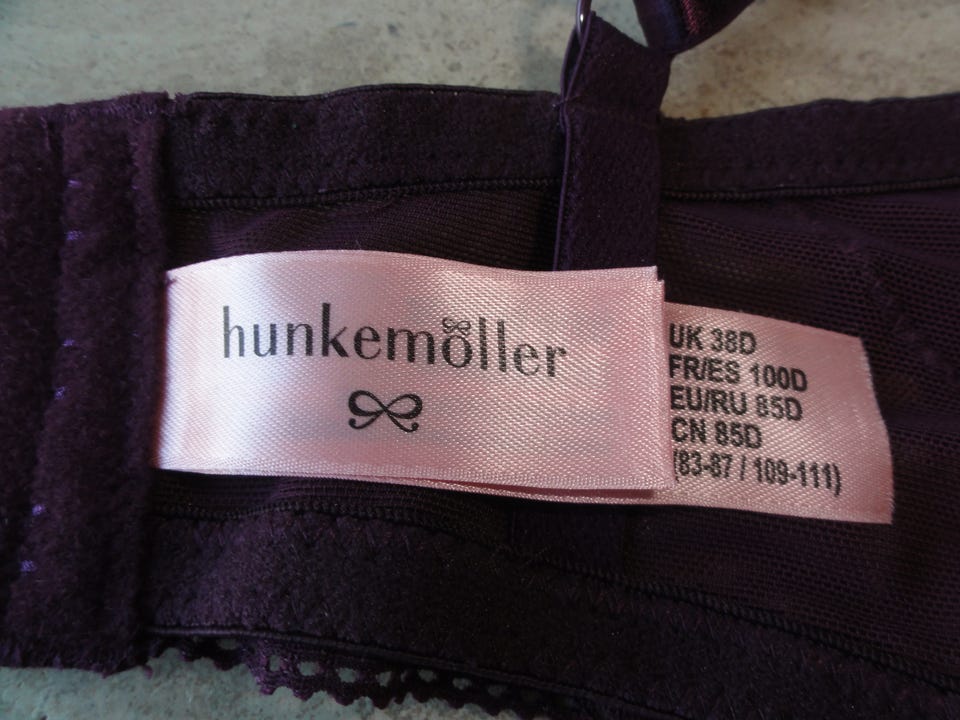 hunkemöller
UK 38D
FR/ES 100D
EU/RU 85D
CN 85D
(83-87 / 109-111)